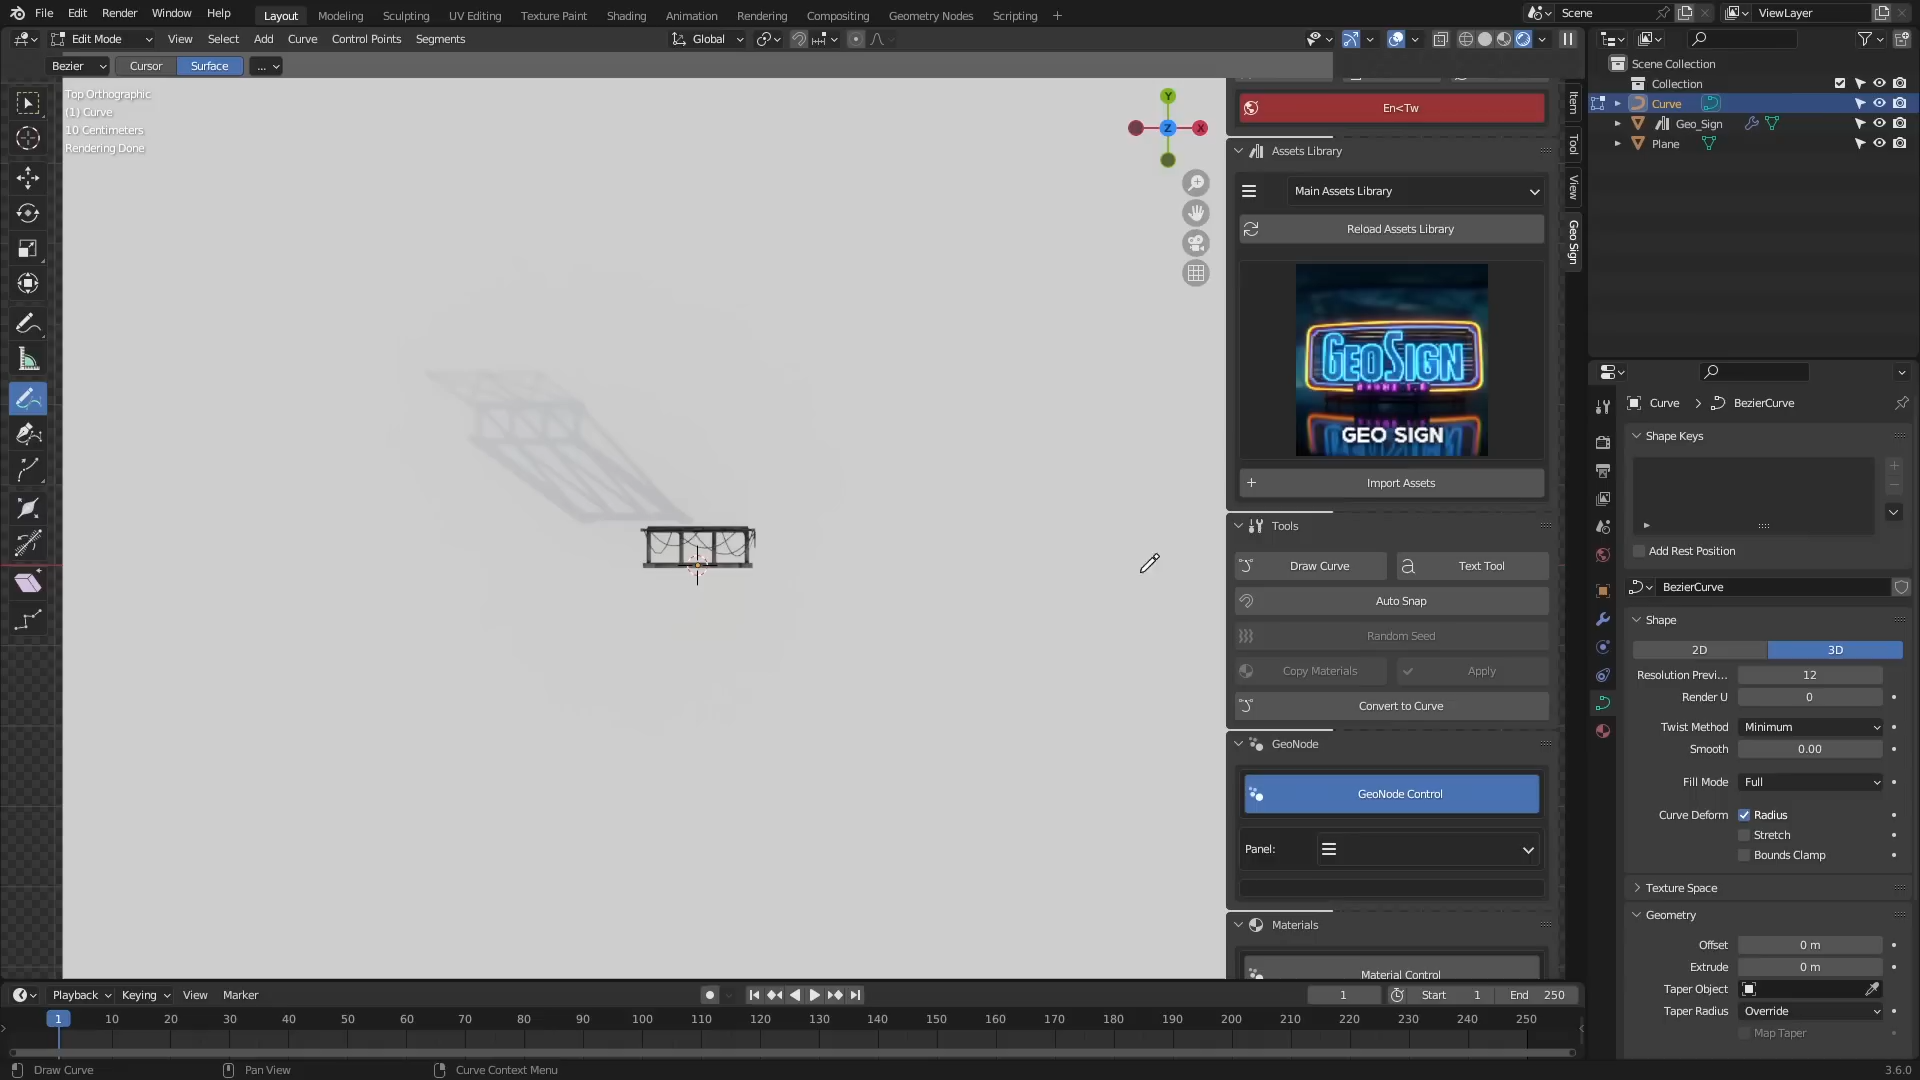 File Edit Render Window Help Layout Modeling Sculpting UV Editing Texture Paint Shading Animation Rendering Compositing Geometry Nodes Scripting Scene ViewLayer
Edit Mode View Select Add Curve Control Points Segments Global
Bezier Cursor Surface ...
Top Orthographic
(1) Curve
10 Centimeters
Rendering Done
Y
Z X
En<Tw
Assets Library
Main Assets Library
Reload Assets Library
GEOSIGN
GEO SIGN
Import Assets
Tools
Draw Curve Text Tool
Auto Snap
Random Seed
Copy Materials Apply
Convert to Curve
GeoNode
GeoNode Control
Panel:
Materials
Material Control
Item
Tool
View
Geo Sign
Scene Collection
Collection
Curve
Geo_Sign
Plane
Curve > BezierCurve
Shape Keys
Add Rest Position
BezierCurve
Shape
2D 3D
Resolution Previ... 12
Render U 0
Twist Method Minimum
Smooth 0.00
Fill Mode Full
Curve Deform Radius
Stretch
Bounds Clamp
Texture Space
Geometry
Offset 0 m
Extrude 0 m
Taper Object
Taper Radius Override
Map Taper
Playback Keying View Marker 1 Start 1 End 250
1 10 20 30 40 50 60 70 80 90 100 110 120 130 140 150 160 170 180 190 200 210 220 230 240 250
Draw Curve Pan View Curve Context Menu 3.6.0